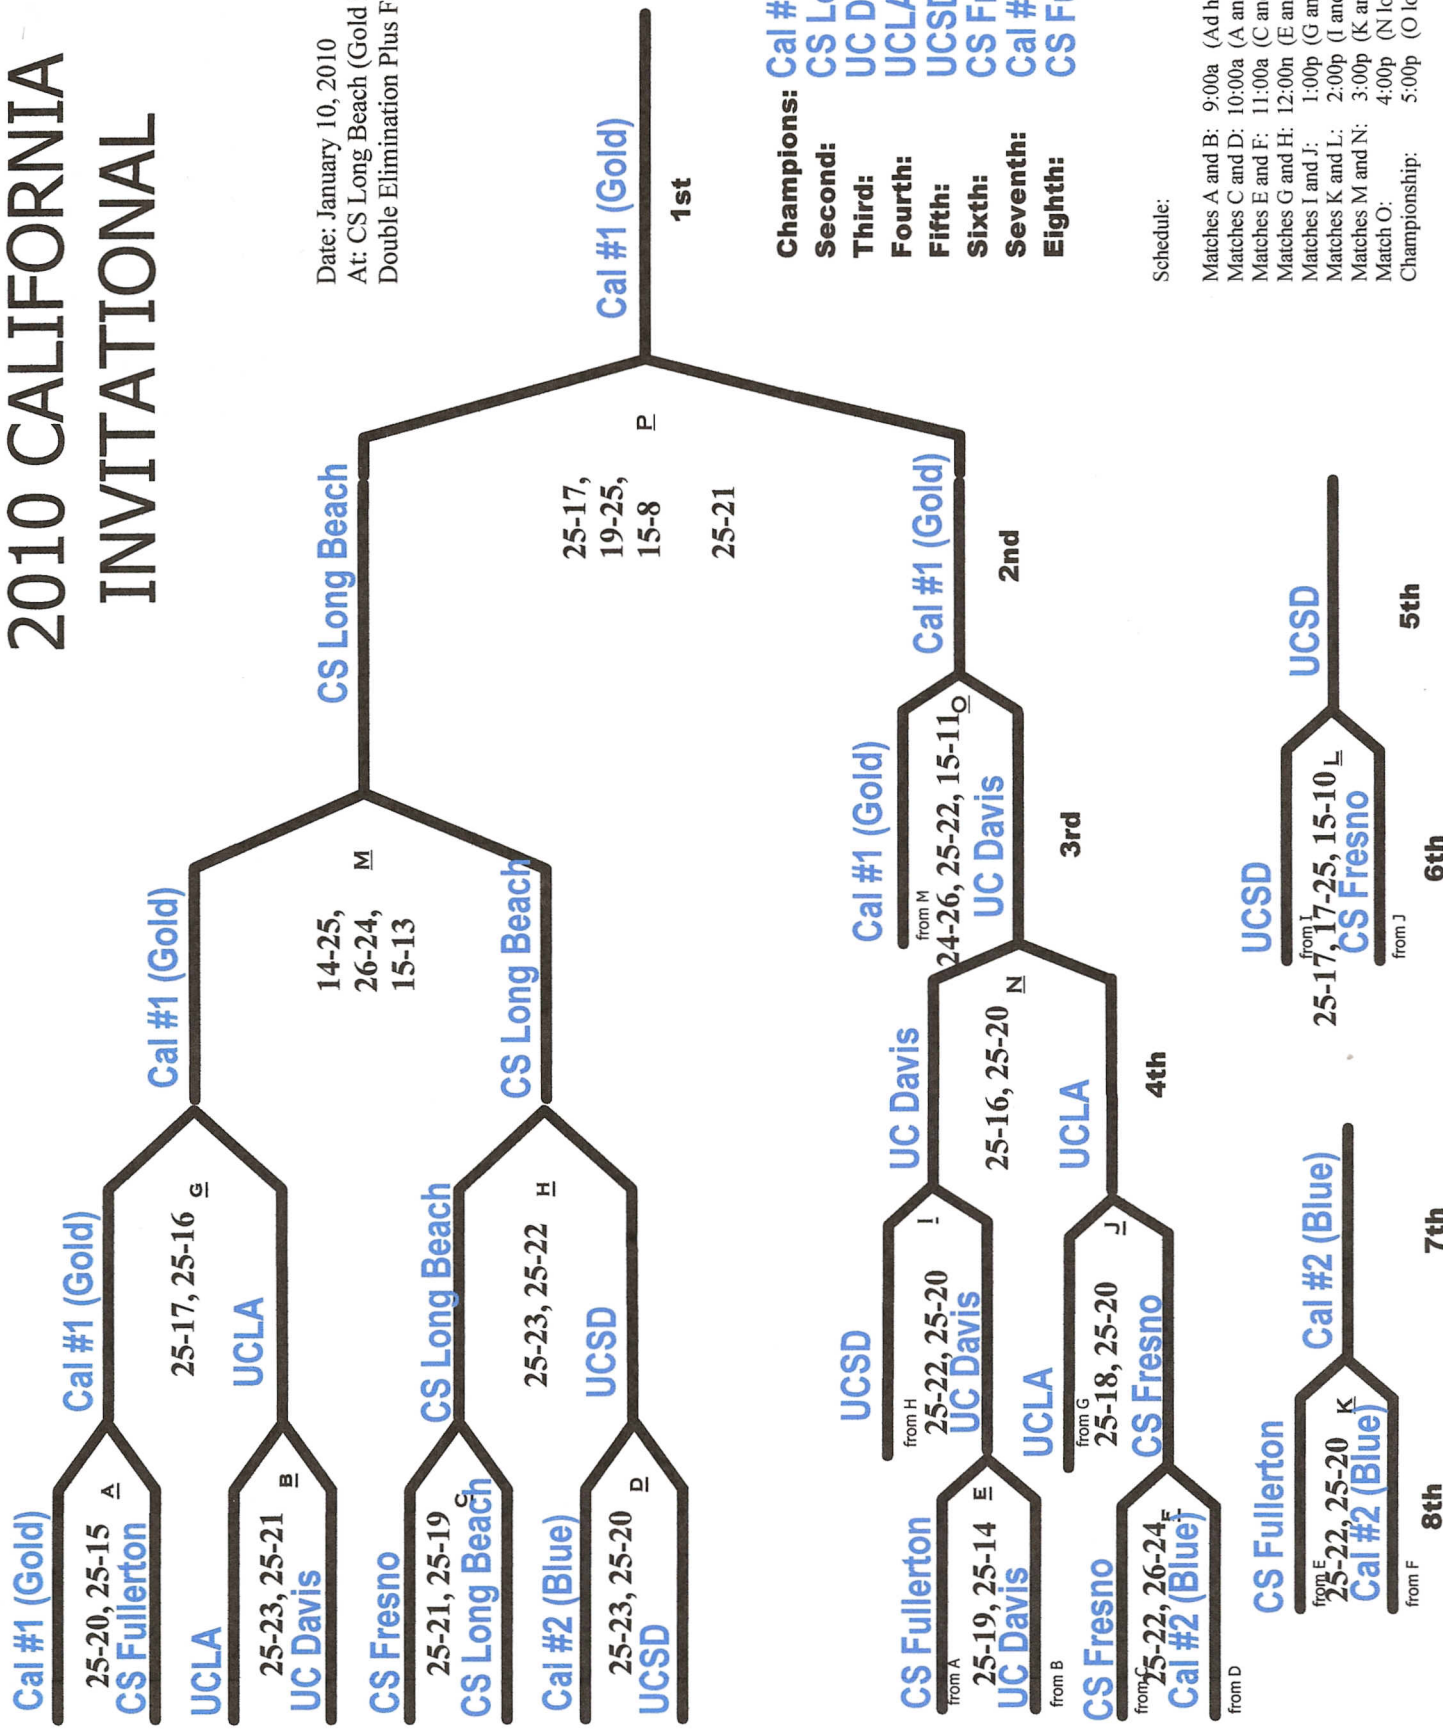 2010 CALIFORNIA
INVITATIONAL
Date: January 10, 2010
At: CS Long Beach (Gold
Double Elimination Plus F
Cal #1 (Gold)
25-20, 25-15
A
CS Fullerton
Cal #1 (Gold)
UCLA
25-23, 25-21
B
UC Davis
25-17, 25-16
G
UCLA
Cal #1 (Gold)
CS Fresno
25-21, 25-19
C
CS Long Beach
CS Long Beach
Cal #2 (Blue)
25-23, 25-20
D
UCSD
25-23, 25-22
H
UCSD
CS Long Beach
14-25,
26-24,
15-13
M
CS Long Beach
25-17,
19-25,
15-8
25-21
P
Cal #1 (Gold)
1st
CS Fullerton
from A
25-19, 25-14
E
UC Davis
from B
UCSD
from H
25-22, 25-20
I
UC Davis
UC Davis
CS Fresno
from C
25-22, 26-24
F
Cal #2 (Blue)
from D
UCLA
from G
25-18, 25-20
J
CS Fresno
UCLA
25-16, 25-20
N
4th
Cal #1 (Gold)
from M
24-26, 25-22, 15-11
O
UC Davis
3rd
Cal #1 (Gold)
2nd
CS Fullerton
from E
25-22, 25-20
K
Cal #2 (Blue)
from F
8th
Cal #2 (Blue)
7th
UCSD
from I
25-17, 17-25, 15-10
L
CS Fresno
from J
6th
UCSD
5th
Champions: Cal #
Second: CS Lo
Third: UC D
Fourth: UCLA
Fifth: UCSD
Sixth: CS Fr
Seventh: Cal #
Eighth: CS Fu
Schedule:
Matches A and B: 9:00a (Ad h
Matches C and D: 10:00a (A an
Matches E and F: 11:00a (C an
Matches G and H: 12:00n (E an
Matches I and J: 1:00p (G an
Matches K and L: 2:00p (I and
Matches M and N: 3:00p (K an
Match O: 4:00p (N lo
Championship: 5:00p (O lo